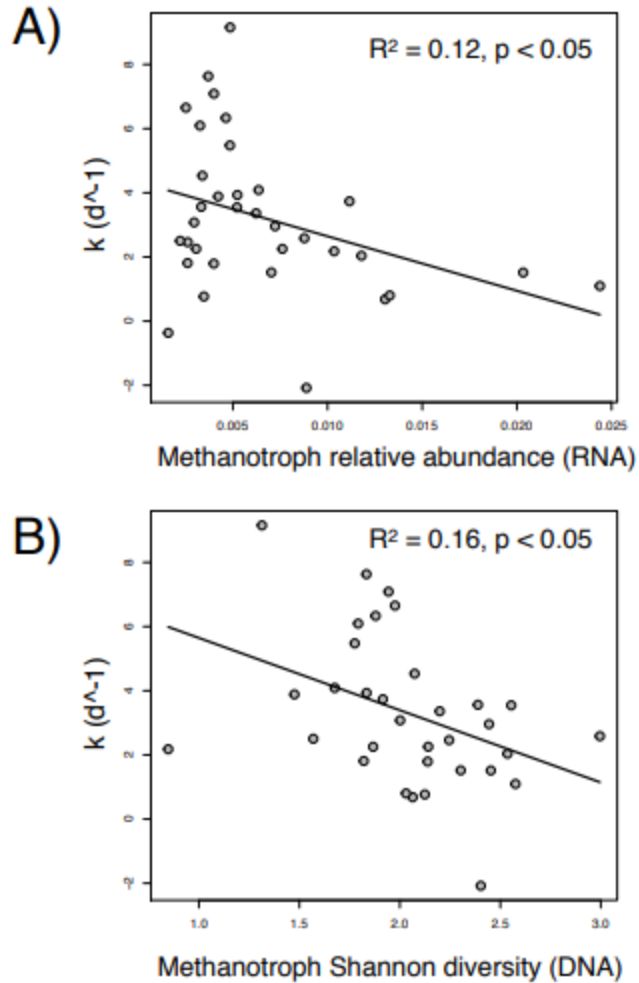 A)
R² = 0.12, p < 0.05
k (d^-1)
8
6
4
2
0
-2
0.005 0.010 0.015 0.020 0.025
Methanotroph relative abundance (RNA)
B)
R² = 0.16, p < 0.05
k (d^-1)
8
6
4
2
0
-2
1.0 1.5 2.0 2.5 3.0
Methanotroph Shannon diversity (DNA)